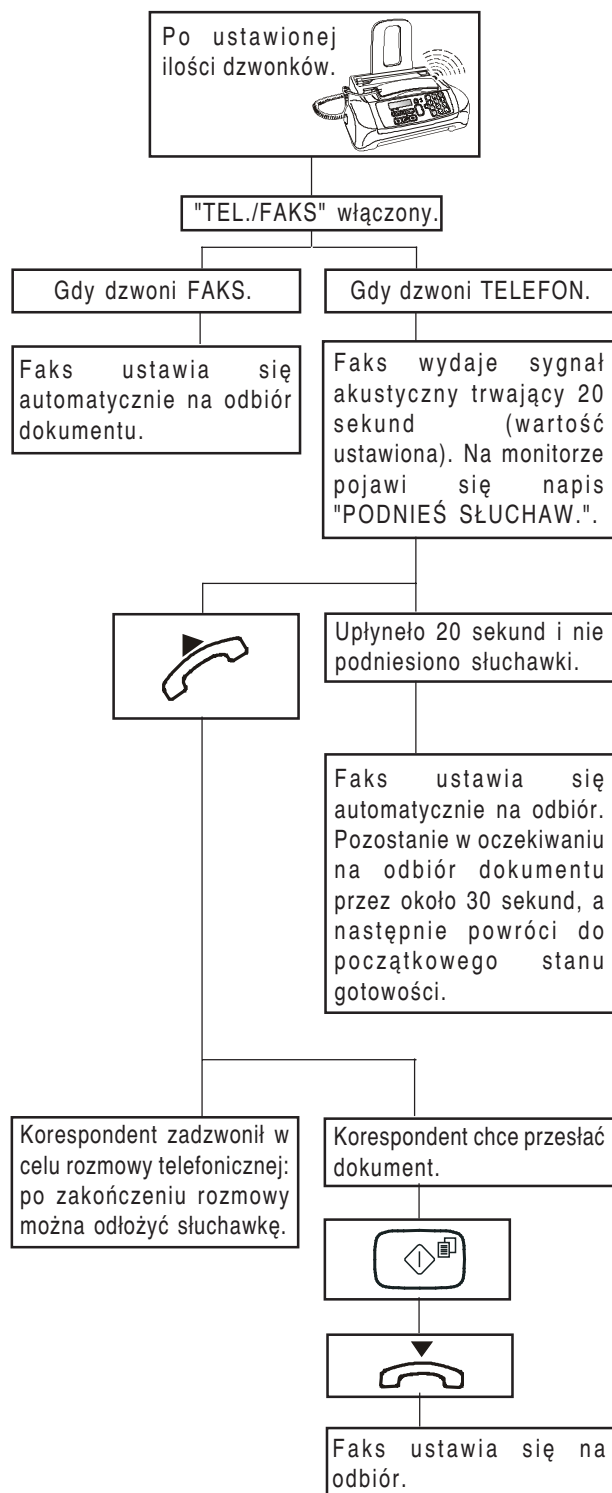 Po ustawionej
ilości dzwonków.
"TEL./FAKS" włączony.
Gdy dzwoni FAKS.
Gdy dzwoni TELEFON.
Faks ustawia się
automatycznie na odbiór
dokumentu.
Faks wydaje sygnał
akustyczny trwający 20
sekund (wartość
ustawiona). Na monitorze
pojawi się napis
"PODNIEŚ SŁUCHAW.".
Upłyneło 20 sekund i nie
podniesiono słuchawki.
Faks ustawia się
automatycznie na odbiór.
Pozostanie w oczekiwaniu
na odbiór dokumentu
przez około 30 sekund, a
następnie powróci do
początkowego stanu
gotowości.
Korespondent zadzwonił w
celu rozmowy telefonicznej:
po zakończeniu rozmowy
można odłożyć słuchawkę.
Korespondent chce przesłać
dokument.
Faks ustawia się na
odbiór.